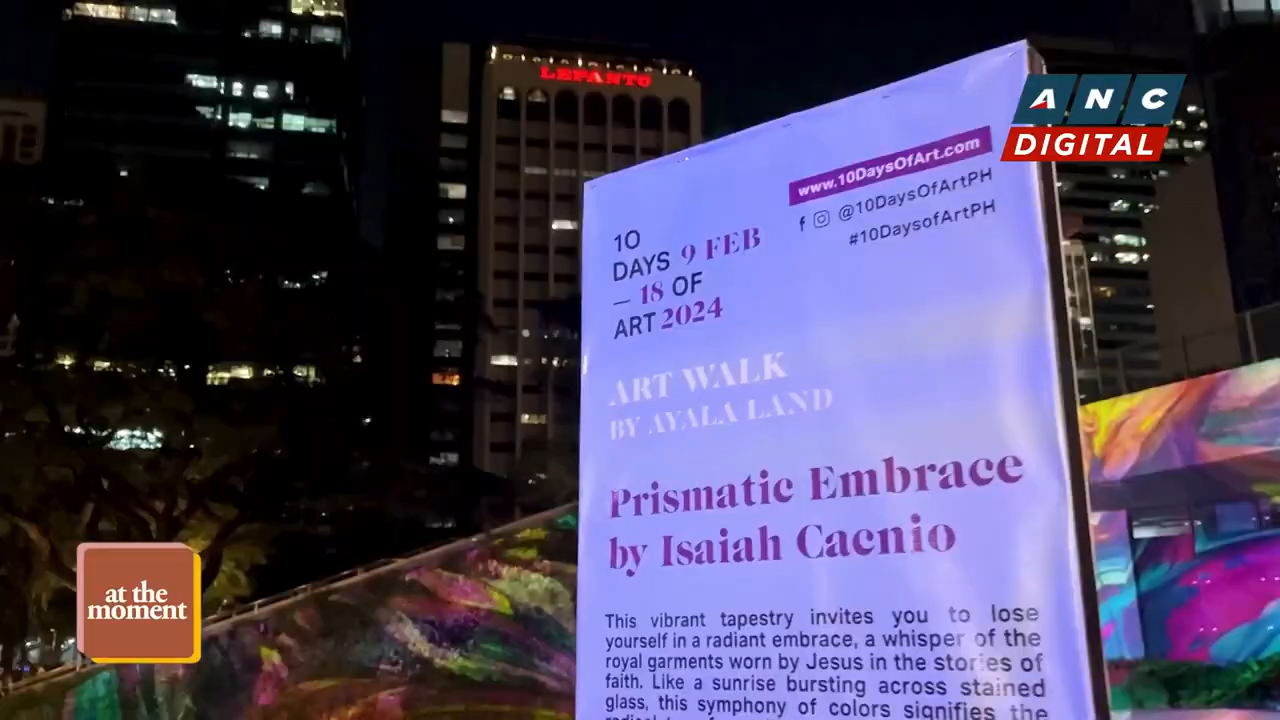 LEPANTO
ANC
DIGITAL
www.10DaysOfArt.com
@10DaysOfArtPH
#10DaysofArtPH
10
DAYS 9 FEB
— 18 OF
ART 2024
ART WALK
BY AYALA LAND
Prismatic Embrace
by Isaiah Cacnio
This vibrant tapestry invites you to lose
yourself in a radiant embrace, a whisper of the
royal garments worn by Jesus in the stories of
faith. Like a sunrise bursting across stained
glass, this symphony of colors signifies the
at the
moment